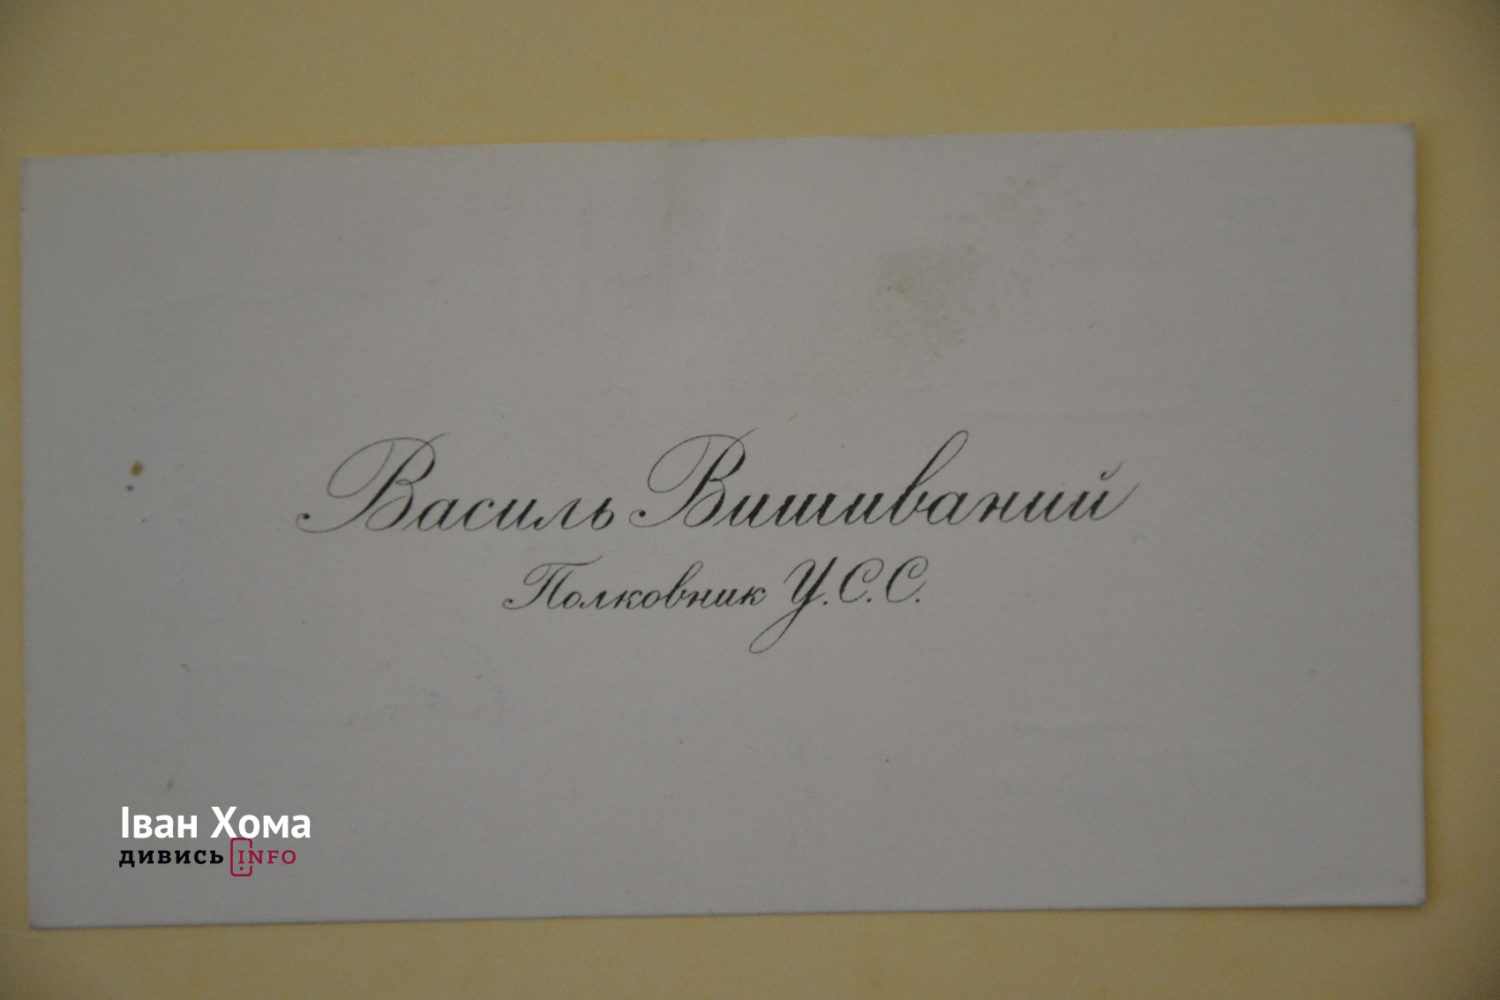 Василь Вишиваний
Полковник У.С.С.
Іван Хома
дивись INFO